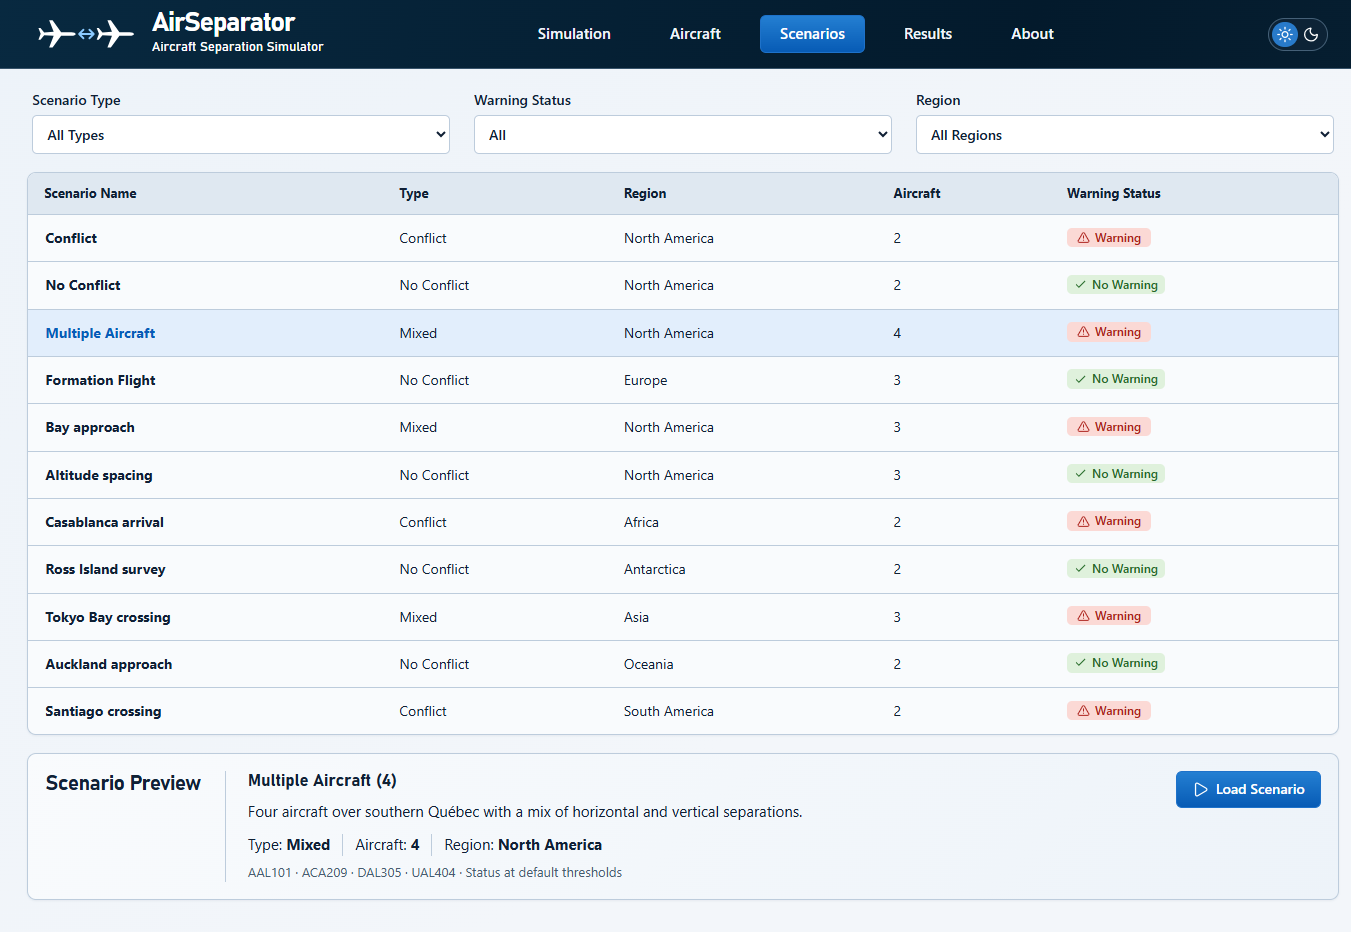 AirSeparator
Aircraft Separation Simulator
Simulation Aircraft Scenarios Results About
Scenario Type Warning Status Region
All Types All All Regions
Scenario Name Type Region Aircraft Warning Status
Conflict Conflict North America 2 Warning
No Conflict No Conflict North America 2 No Warning
Multiple Aircraft Mixed North America 4 Warning
Formation Flight No Conflict Europe 3 No Warning
Bay approach Mixed North America 3 Warning
Altitude spacing No Conflict North America 3 No Warning
Casablanca arrival Conflict Africa 2 Warning
Ross Island survey No Conflict Antarctica 2 No Warning
Tokyo Bay crossing Mixed Asia 3 Warning
Auckland approach No Conflict Oceania 2 No Warning
Santiago crossing Conflict South America 2 Warning
Scenario Preview
Multiple Aircraft (4)
Load Scenario
Four aircraft over southern Québec with a mix of horizontal and vertical separations.
Type: Mixed Aircraft: 4 Region: North America
AAL101 · ACA209 · DAL305 · UAL404 · Status at default thresholds